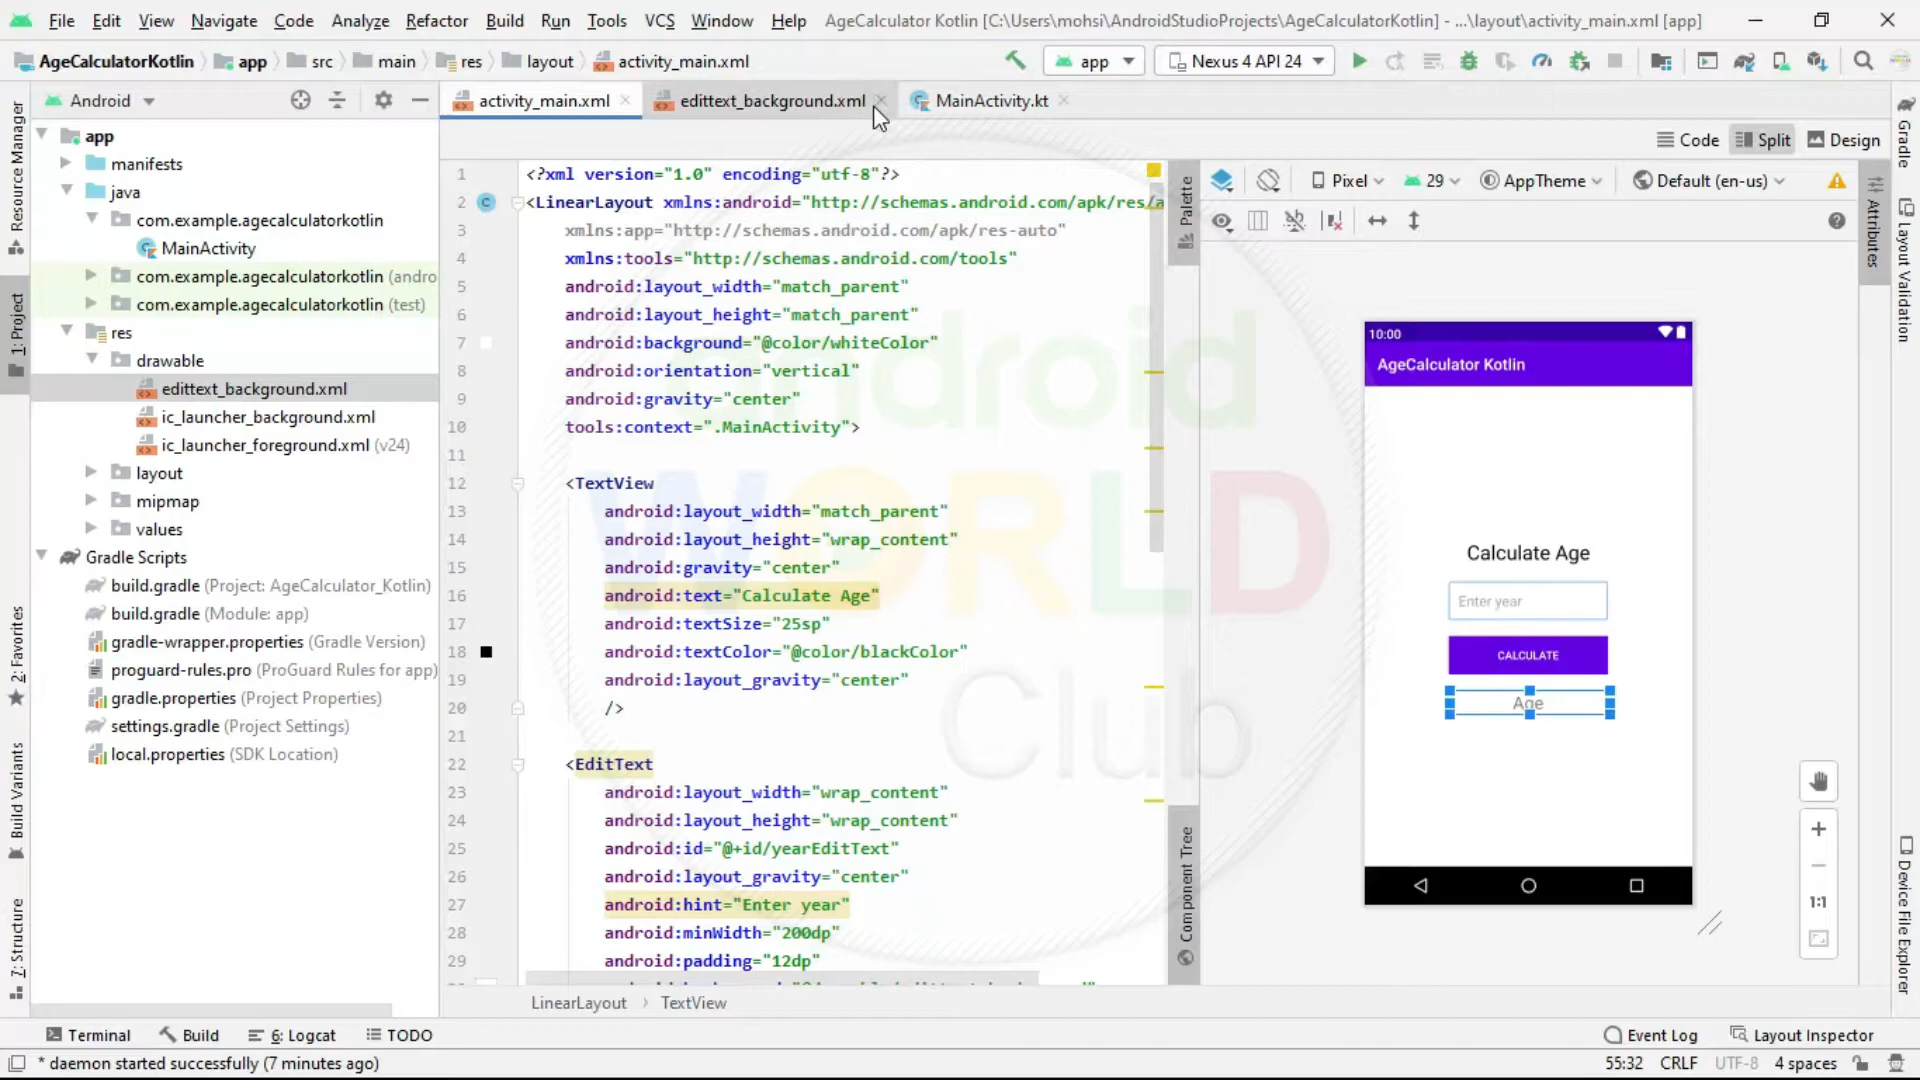 File Edit View Navigate Code Analyze Refactor Build Run Tools VCS Window Help AgeCalculator Kotlin [C:\Users\mohsi\AndroidStudioProjects\AgeCalculatorKotlin] - ...\layout\activity_main.xml [app]
AgeCalculatorKotlin app src main res layout activity_main.xml app Nexus 4 API 24
Android
activity_main.xml edittext_background.xml MainActivity.kt
Code Split Design
Resource Manager
1: Project
2: Favorites
Build Variants
7: Structure
app
manifests
java
com.example.agecalculatorkotlin
MainActivity
com.example.agecalculatorkotlin (andro
com.example.agecalculatorkotlin (test)
res
drawable
edittext_background.xml
ic_launcher_background.xml
ic_launcher_foreground.xml (v24)
layout
mipmap
values
Gradle Scripts
build.gradle (Project: AgeCalculator_Kotlin)
build.gradle (Module: app)
gradle-wrapper.properties (Gradle Version)
proguard-rules.pro (ProGuard Rules for app)
gradle.properties (Project Properties)
settings.gradle (Project Settings)
local.properties (SDK Location)
1 <?xml version="1.0" encoding="utf-8"?>
2 <LinearLayout xmlns:android="http://schemas.android.com/apk/res/a
3 xmlns:app="http://schemas.android.com/apk/res-auto"
4 xmlns:tools="http://schemas.android.com/tools"
5 android:layout_width="match_parent"
6 android:layout_height="match_parent"
7 android:background="@color/whiteColor"
8 android:orientation="vertical"
9 android:gravity="center"
10 tools:context=".MainActivity">
11
12 <TextView
13 android:layout_width="match_parent"
14 android:layout_height="wrap_content"
15 android:gravity="center"
16 android:text="Calculate Age"
17 android:textSize="25sp"
18 android:textColor="@color/blackColor"
19 android:layout_gravity="center"
20 />
21
22 <EditText
23 android:layout_width="wrap_content"
24 android:layout_height="wrap_content"
25 android:id="@+id/yearEditText"
26 android:layout_gravity="center"
27 android:hint="Enter year"
28 android:minWidth="200dp"
29 android:padding="12dp"
android
WORLD
Club
LinearLayout TextView
Palette
Component Tree
Pixel 29 AppTheme Default (en-us)
10:00
AgeCalculator Kotlin
Calculate Age
Enter year
CALCULATE
Age
1:1
Attributes
Gradle
Layout Validation
Device File Explorer
Terminal Build 6: Logcat TODO Event Log Layout Inspector
* daemon started successfully (7 minutes ago) 55:32 CRLF UTF-8 4 spaces